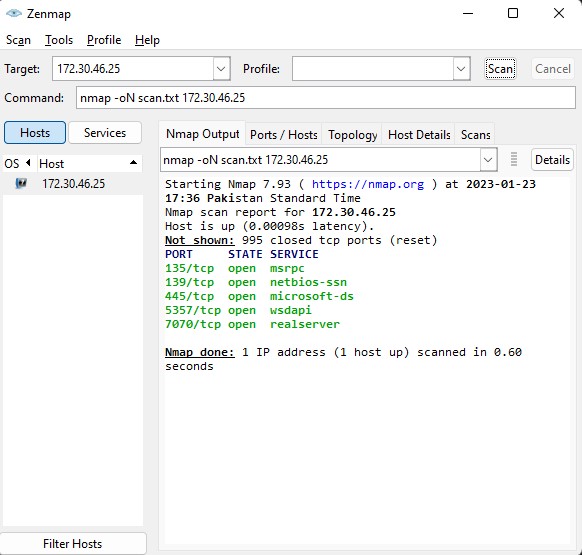 Zenmap
Scan Tools Profile Help
Target: 172.30.46.25 Profile: Scan Cancel
Command: nmap -oN scan.txt 172.30.46.25
Hosts Services
OS Host
172.30.46.25
Filter Hosts
Nmap Output Ports / Hosts Topology Host Details Scans
nmap -oN scan.txt 172.30.46.25 Details
Starting Nmap 7.93 ( https://nmap.org ) at 2023-01-23
17:36 Pakistan Standard Time
Nmap scan report for 172.30.46.25
Host is up (0.00098s latency).
Not shown: 995 closed tcp ports (reset)
PORT STATE SERVICE
135/tcp open msrpc
139/tcp open netbios-ssn
445/tcp open microsoft-ds
5357/tcp open wsdapi
7070/tcp open realserver
Nmap done: 1 IP address (1 host up) scanned in 0.60
seconds